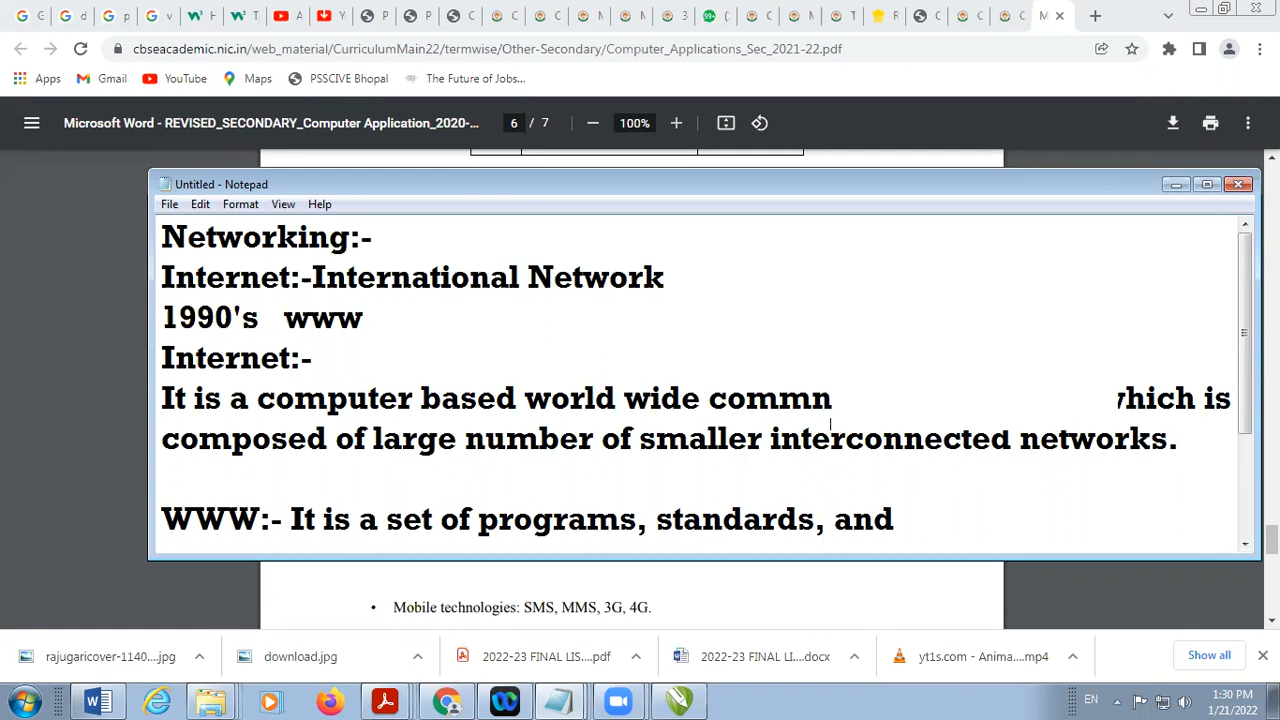 cbseacademic.nic.in/web_material/CurriculumMain22/termwise/Other-Secondary/Computer_Applications_Sec_2021-22.pdf
Apps Gmail YouTube Maps PSSCIVE Bhopal The Future of Jobs...
Microsoft Word - REVISED_SECONDARY_Computer Application_2020-... 6 / 7 100%
Untitled - Notepad
File Edit Format View Help
Networking:-
Internet:-International Network
1990's www
Internet:-
It is a computer based world wide commn hich is
composed of large number of smaller interconnected networks.
WWW:- It is a set of programs, standards, and
• Mobile technologies: SMS, MMS, 3G, 4G.
rajugaricover-1140....jpg download.jpg 2022-23 FINAL LIS....pdf 2022-23 FINAL LI....docx yt1s.com - Anima....mp4 Show all
EN 1:30 PM
1/21/2022